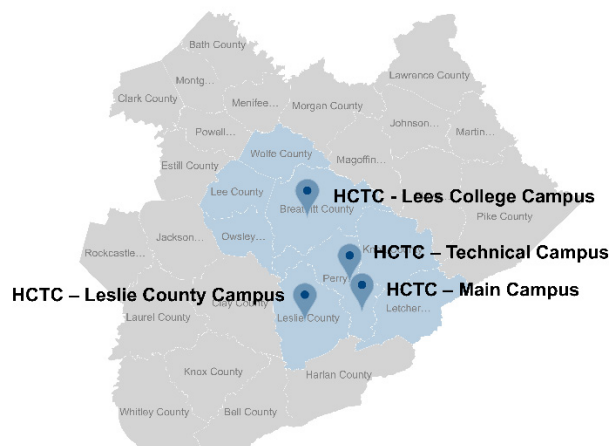 Bath County
Montg...
Lawrence County
Clark County
Menifee...
Morgan County
Johnson...
Martin...
Powell...
Wolfe County
Magoffin...
Estill County
Lee County
HCTC - Lees College Campus
Breathitt County
Pike County
Owsley...
Jackson...
Rockcastle...
HCTC – Technical Campus
Perry
HCTC – Main Campus
HCTC – Leslie County Campus
Clay County
Letcher...
Laurel County
Leslie County
Knox County
Harlan County
Whitley County
Bell County